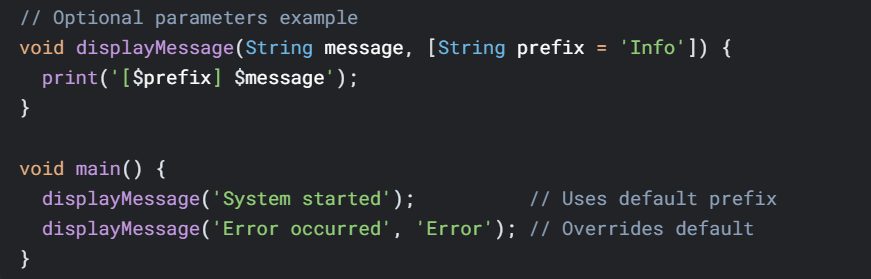 // Optional parameters example
void displayMessage(String message, [String prefix = 'Info']) {
  print('[$prefix] $message');
}

void main() {
  displayMessage('System started');          // Uses default prefix
  displayMessage('Error occurred', 'Error'); // Overrides default
}